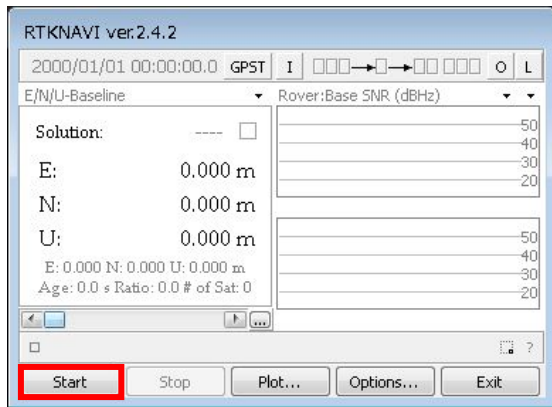 RTKNAVI ver.2.4.2
2000/01/01 00:00:00.0 GPST I O L
E/N/U-Baseline Rover:Base SNR (dBHz)
Solution: ----
E: 0.000 m
N: 0.000 m
U: 0.000 m
E: 0.000 N: 0.000 U: 0.000 m
Age: 0.0 s Ratio: 0.0 # of Sat: 0
50
40
30
20
50
40
30
20
...
?
Start Stop Plot... Options... Exit